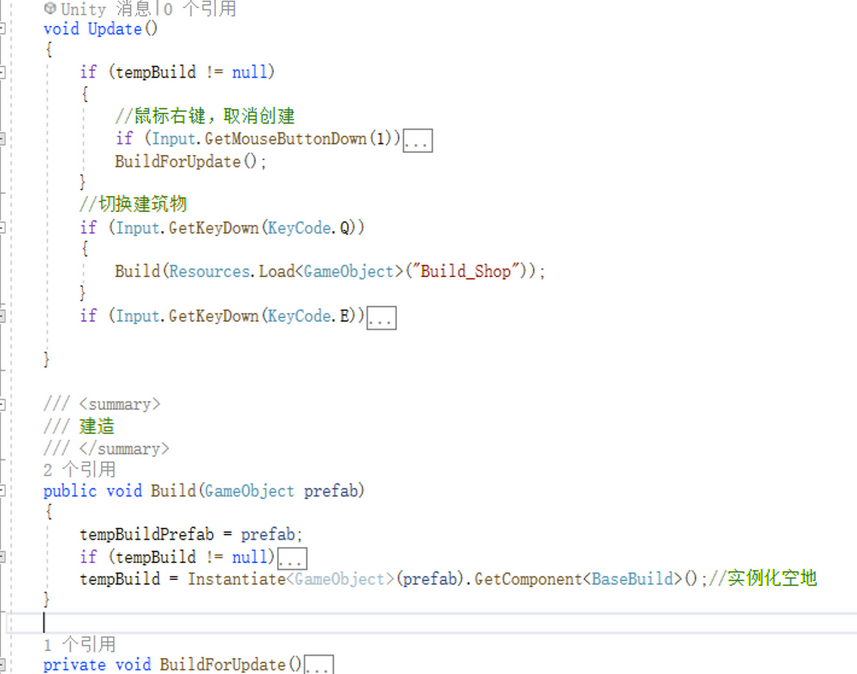 Unity 消息|0 个引用
void Update()
{
if (tempBuild != null)
{
//鼠标右键，取消创建
if (Input.GetMouseButtonDown(1))...
BuildForUpdate();
}
//切换建筑物
if (Input.GetKeyDown(KeyCode.Q))
{
Build(Resources.Load<GameObject>("Build_Shop"));
}
if (Input.GetKeyDown(KeyCode.E))...
}
/// <summary>
/// 建造
/// </summary>
2 个引用
public void Build(GameObject prefab)
{
tempBuildPrefab = prefab;
if (tempBuild != null)...
tempBuild = Instantiate<GameObject>(prefab).GetComponent<BaseBuild>();//实例化空地
}
1 个引用
private void BuildForUpdate()...